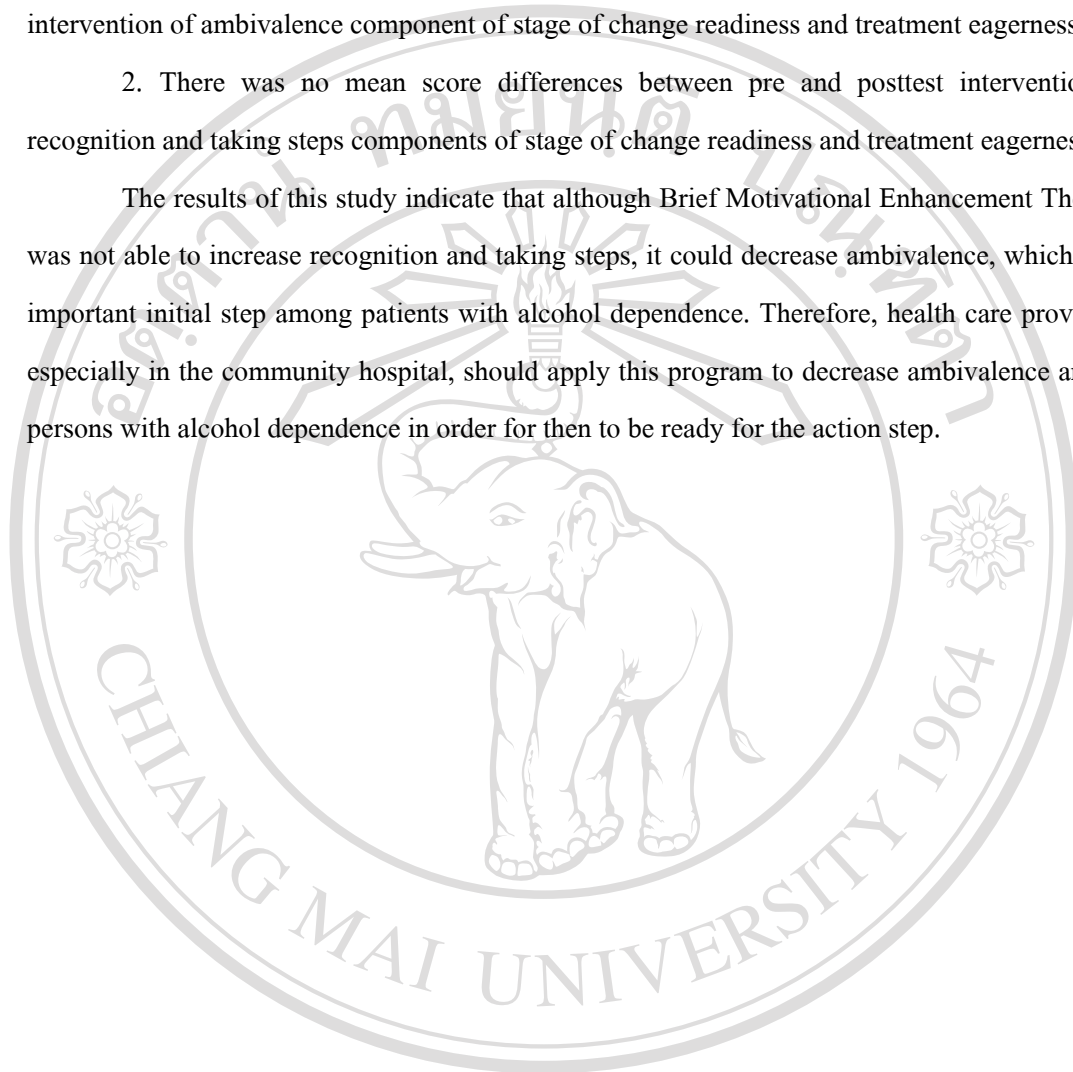 intervention of ambivalence component of stage of change readiness and treatment eagerness
2. There was no mean score differences between pre and posttest
recognition and taking steps components of stage of change readiness and treatment
The results of this study indicate that although Brief Motivational Enhancement
was not able to increase recognition and taking steps, it could decrease ambivalence, which
important initial step among patients with alcohol dependence. Therefore, health care
especially in the community hospital, should apply this program to decrease ambivalence
persons with alcohol dependence in order for then to be ready for the action step.
CHIANG MAI UNIVERSITY 1964